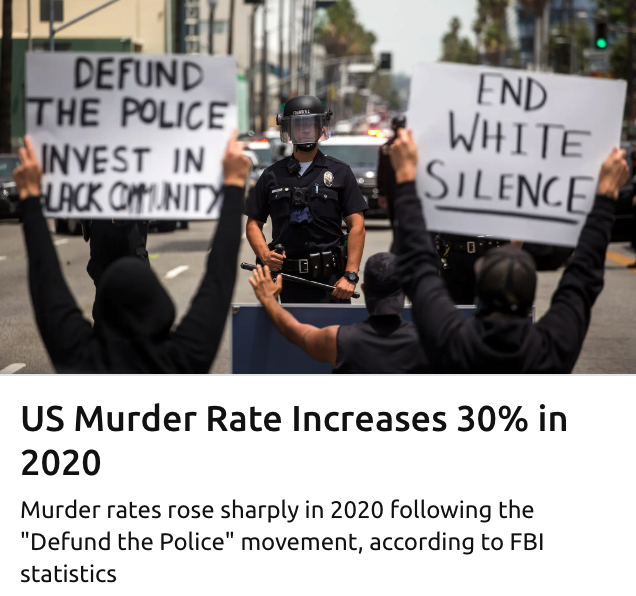 DEFUND
THE POLICE
INVEST IN
BLACK COMMUNITY
END
WHITE
SILENCE
US Murder Rate Increases 30% in
2020
Murder rates rose sharply in 2020 following the
"Defund the Police" movement, according to FBI
statistics